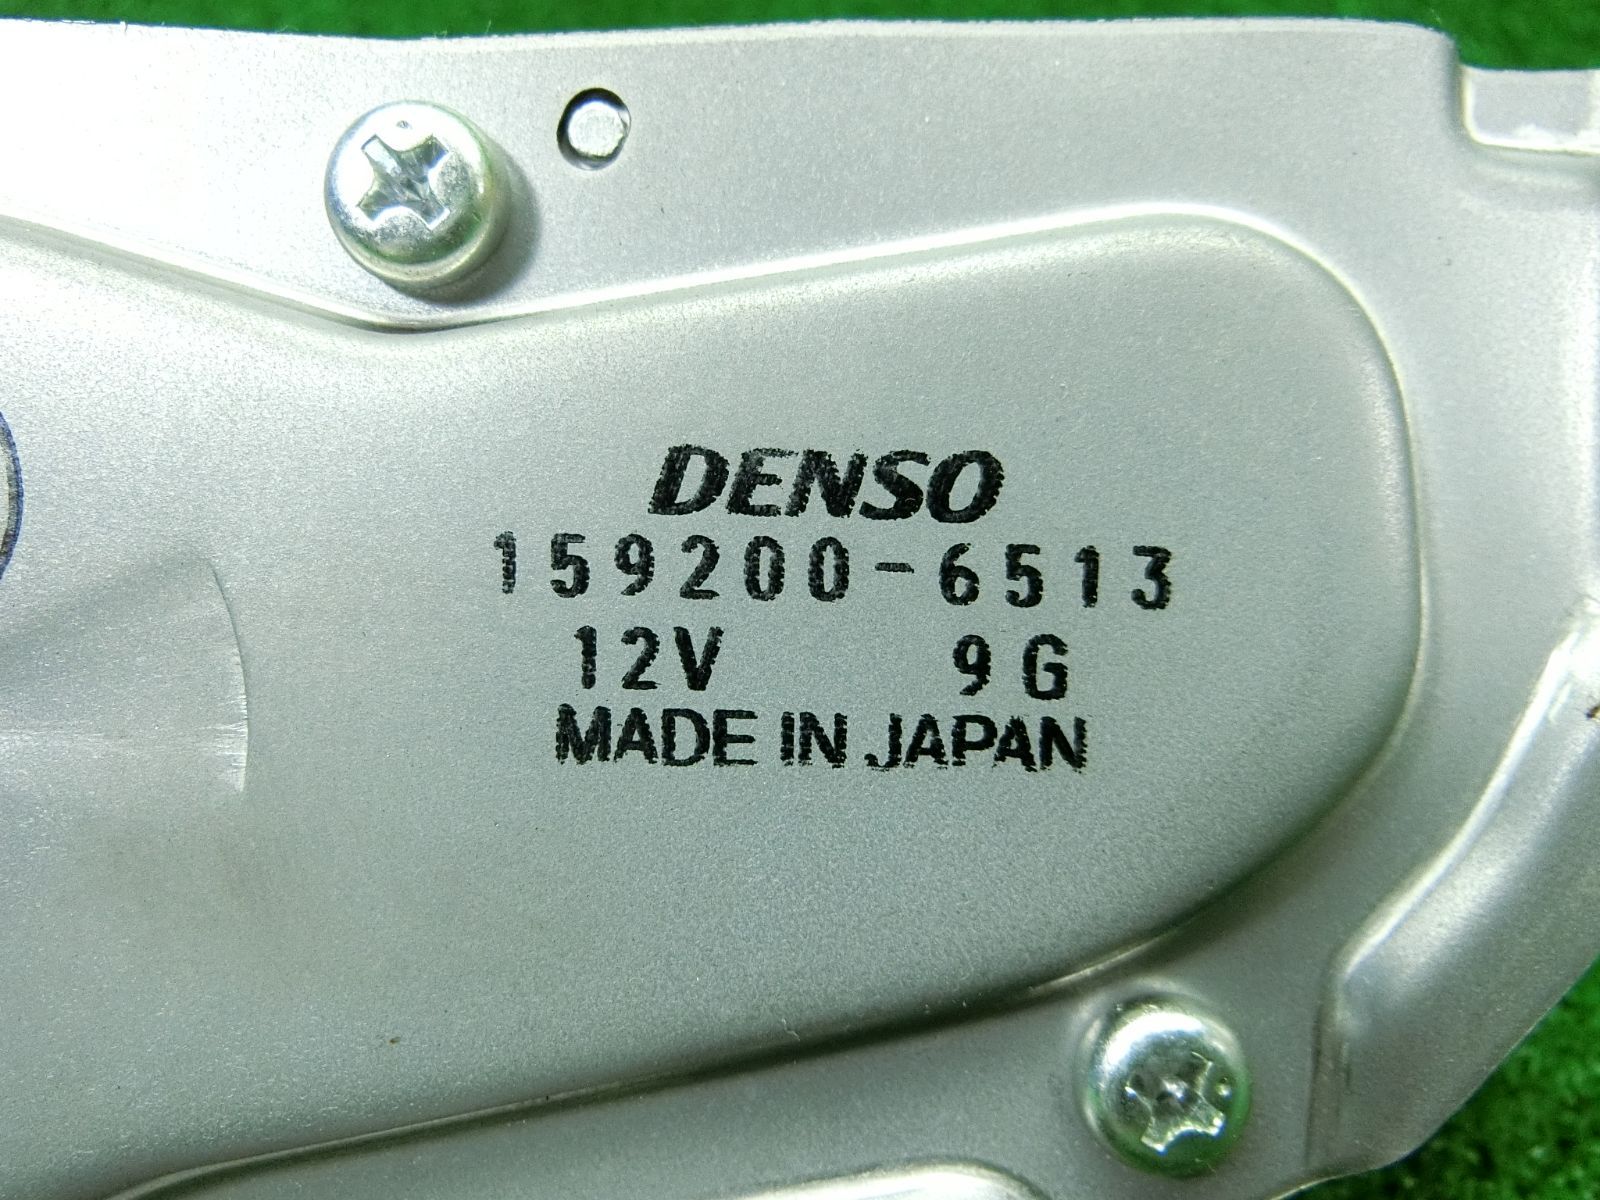 DENSO
159200-6513
12V 9G
MADE IN JAPAN